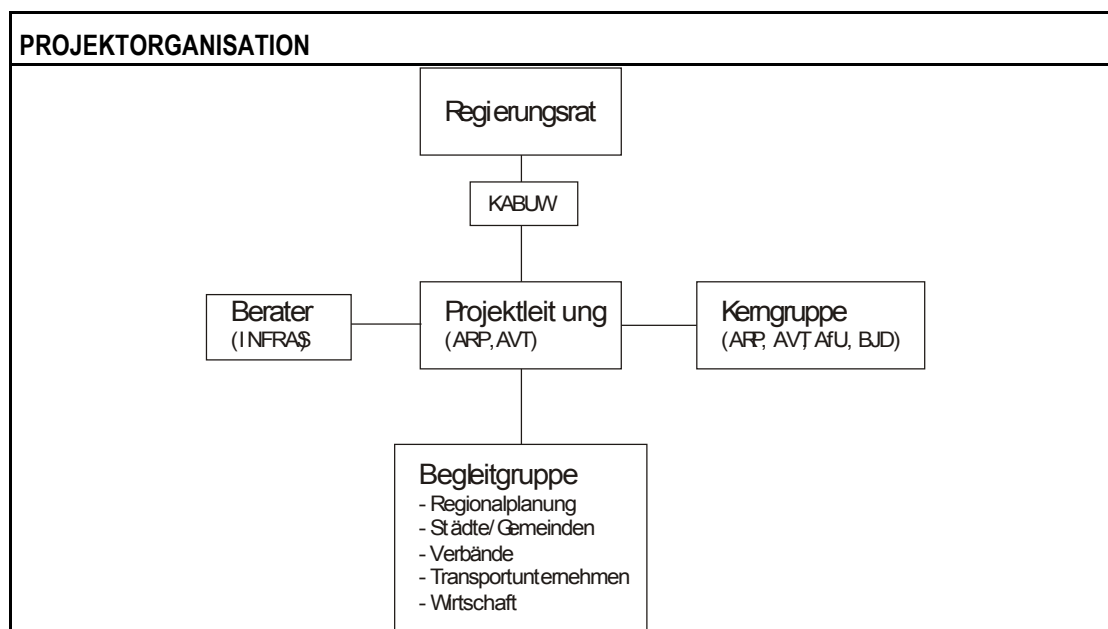 PROJEKTORGANISATION
Regierungsrat
KABUW
Berater
(INFRAS)
Projektleitung
(ARP, AVT)
Kerngruppe
(ARP, AVT, AfU, BJD)
Begleitgruppe
- Regionalplanung
- Städte/Gemeinden
- Verbände
- Transportunternehmen
- Wirtschaft